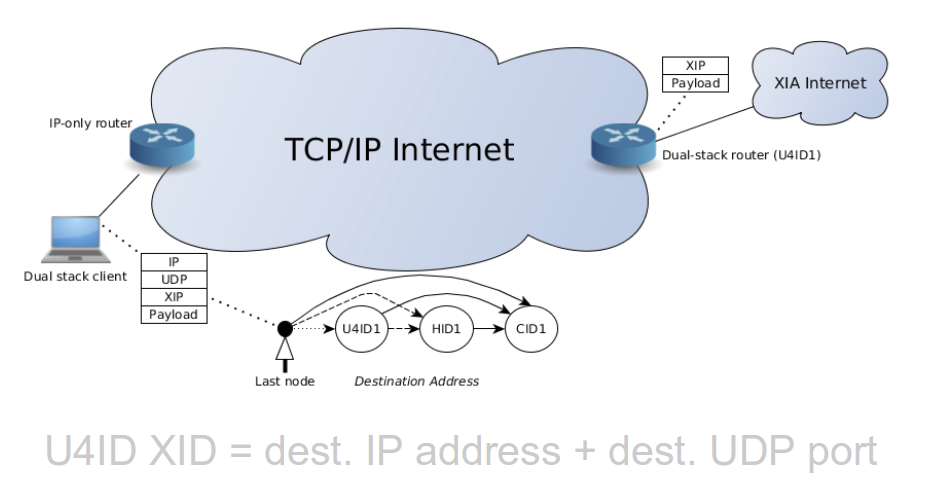 XIP
Payload
XIA Internet
IP-only router
TCP/IP Internet
Dual-stack router (U4ID1)
Dual stack client
IP
UDP
XIP
Payload
U4ID1
HID1
CID1
Last node
Destination Address
U4ID XID = dest. IP address + dest. UDP port